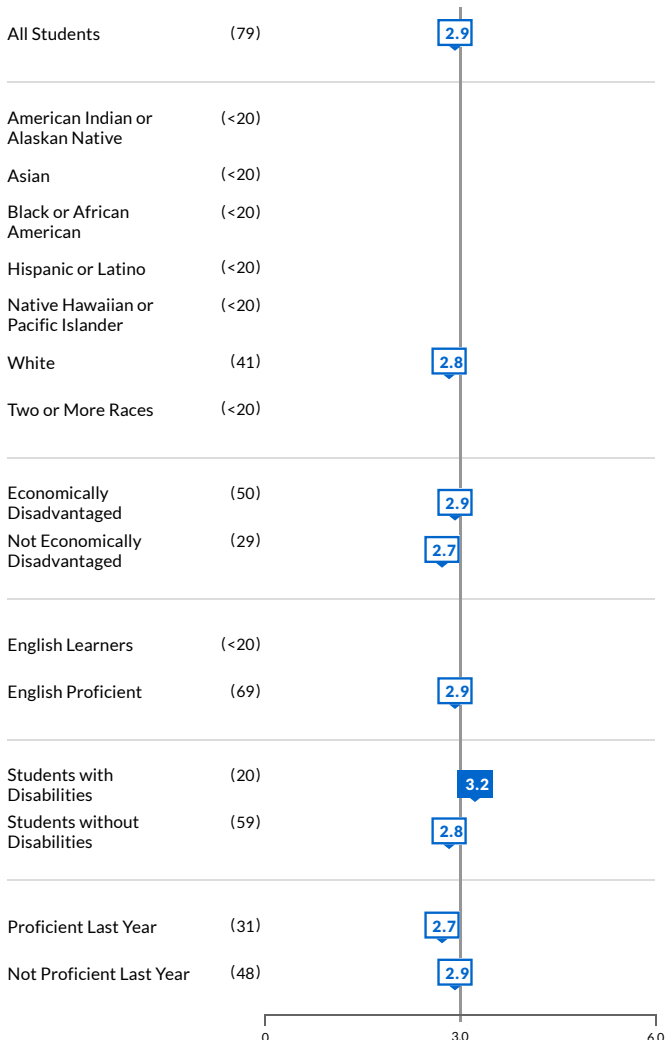 All Students (79) 2.9
American Indian or (<20)
Alaskan Native
Asian (<20)
Black or African (<20)
American
Hispanic or Latino (<20)
Native Hawaiian or (<20)
Pacific Islander
White (41) 2.8
Two or More Races (<20)
Economically (50) 2.9
Disadvantaged
Not Economically (29) 2.7
Disadvantaged
English Learners (<20)
English Proficient (69) 2.9
Students with (20) 3.2
Disabilities
Students without (59) 2.8
Disabilities
Proficient Last Year (31) 2.7
Not Proficient Last Year (48) 2.9
0 3.0 6.0